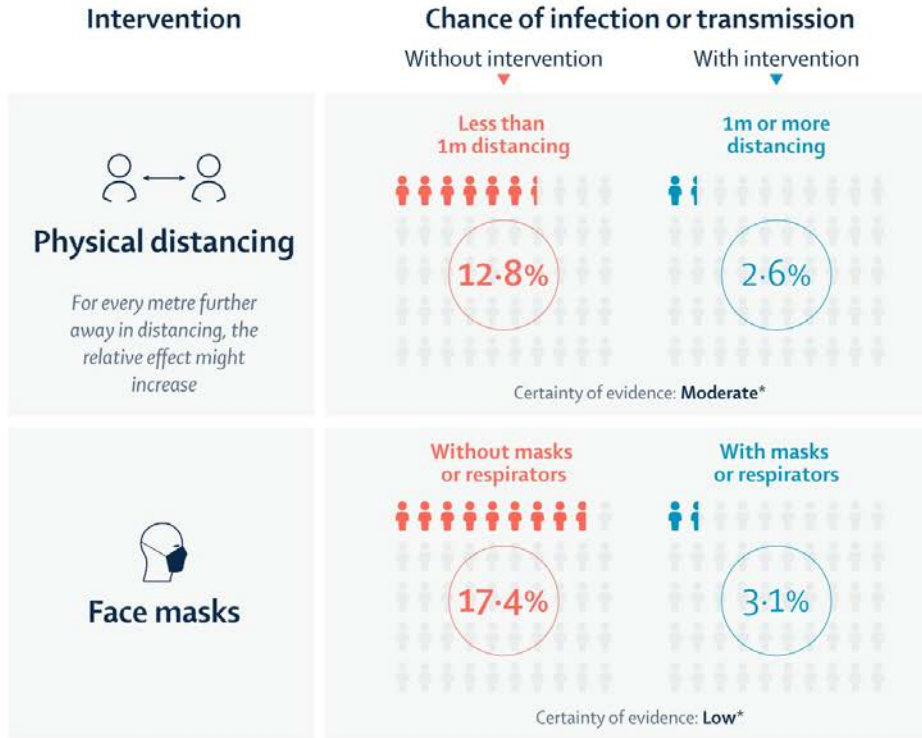 Intervention
Chance of infection or transmission
Without intervention
With intervention
Physical distancing
For every metre further
away in distancing, the
relative effect might
increase
Less than
1m distancing
1m or more
distancing
12·8%
2·6%
Certainty of evidence: Moderate*
Face masks
Without masks
or respirators
With masks
or respirators
17·4%
3·1%
Certainty of evidence: Low*